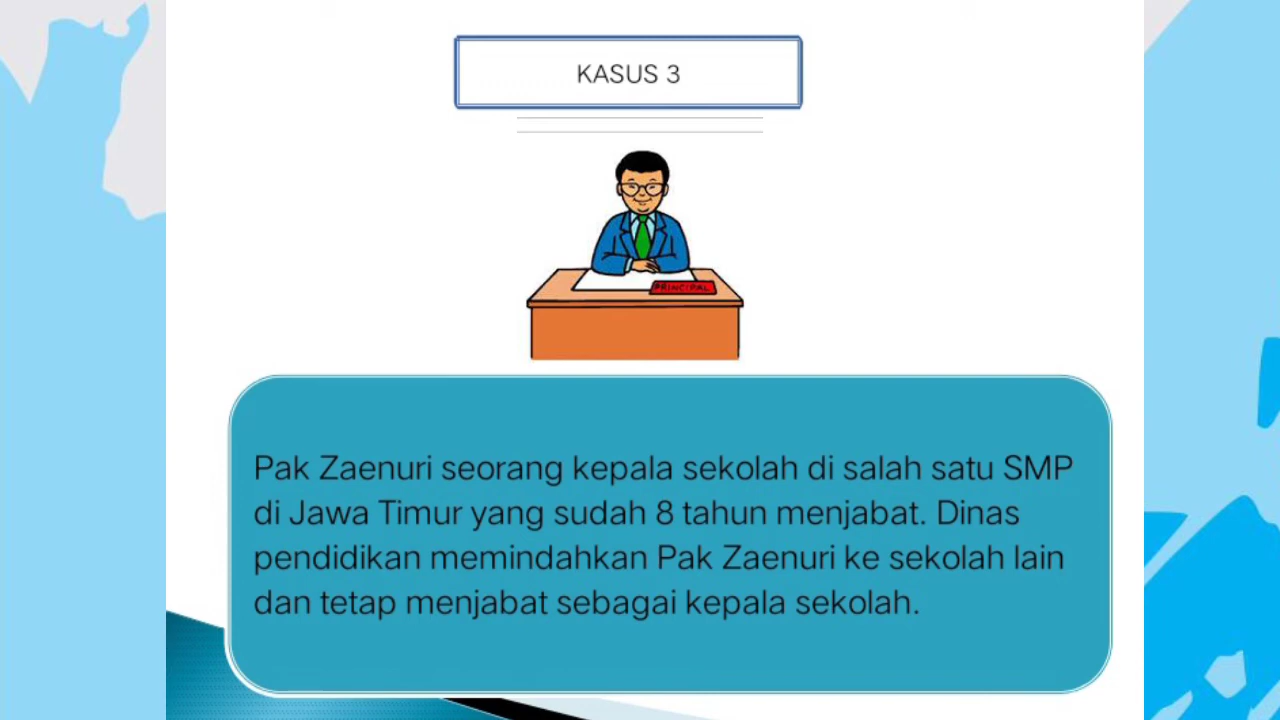 KASUS 3
PRINCIPAL
Pak Zaenuri seorang kepala sekolah di salah satu SMP
di Jawa Timur yang sudah 8 tahun menjabat. Dinas
pendidikan memindahkan Pak Zaenuri ke sekolah lain
dan tetap menjabat sebagai kepala sekolah.